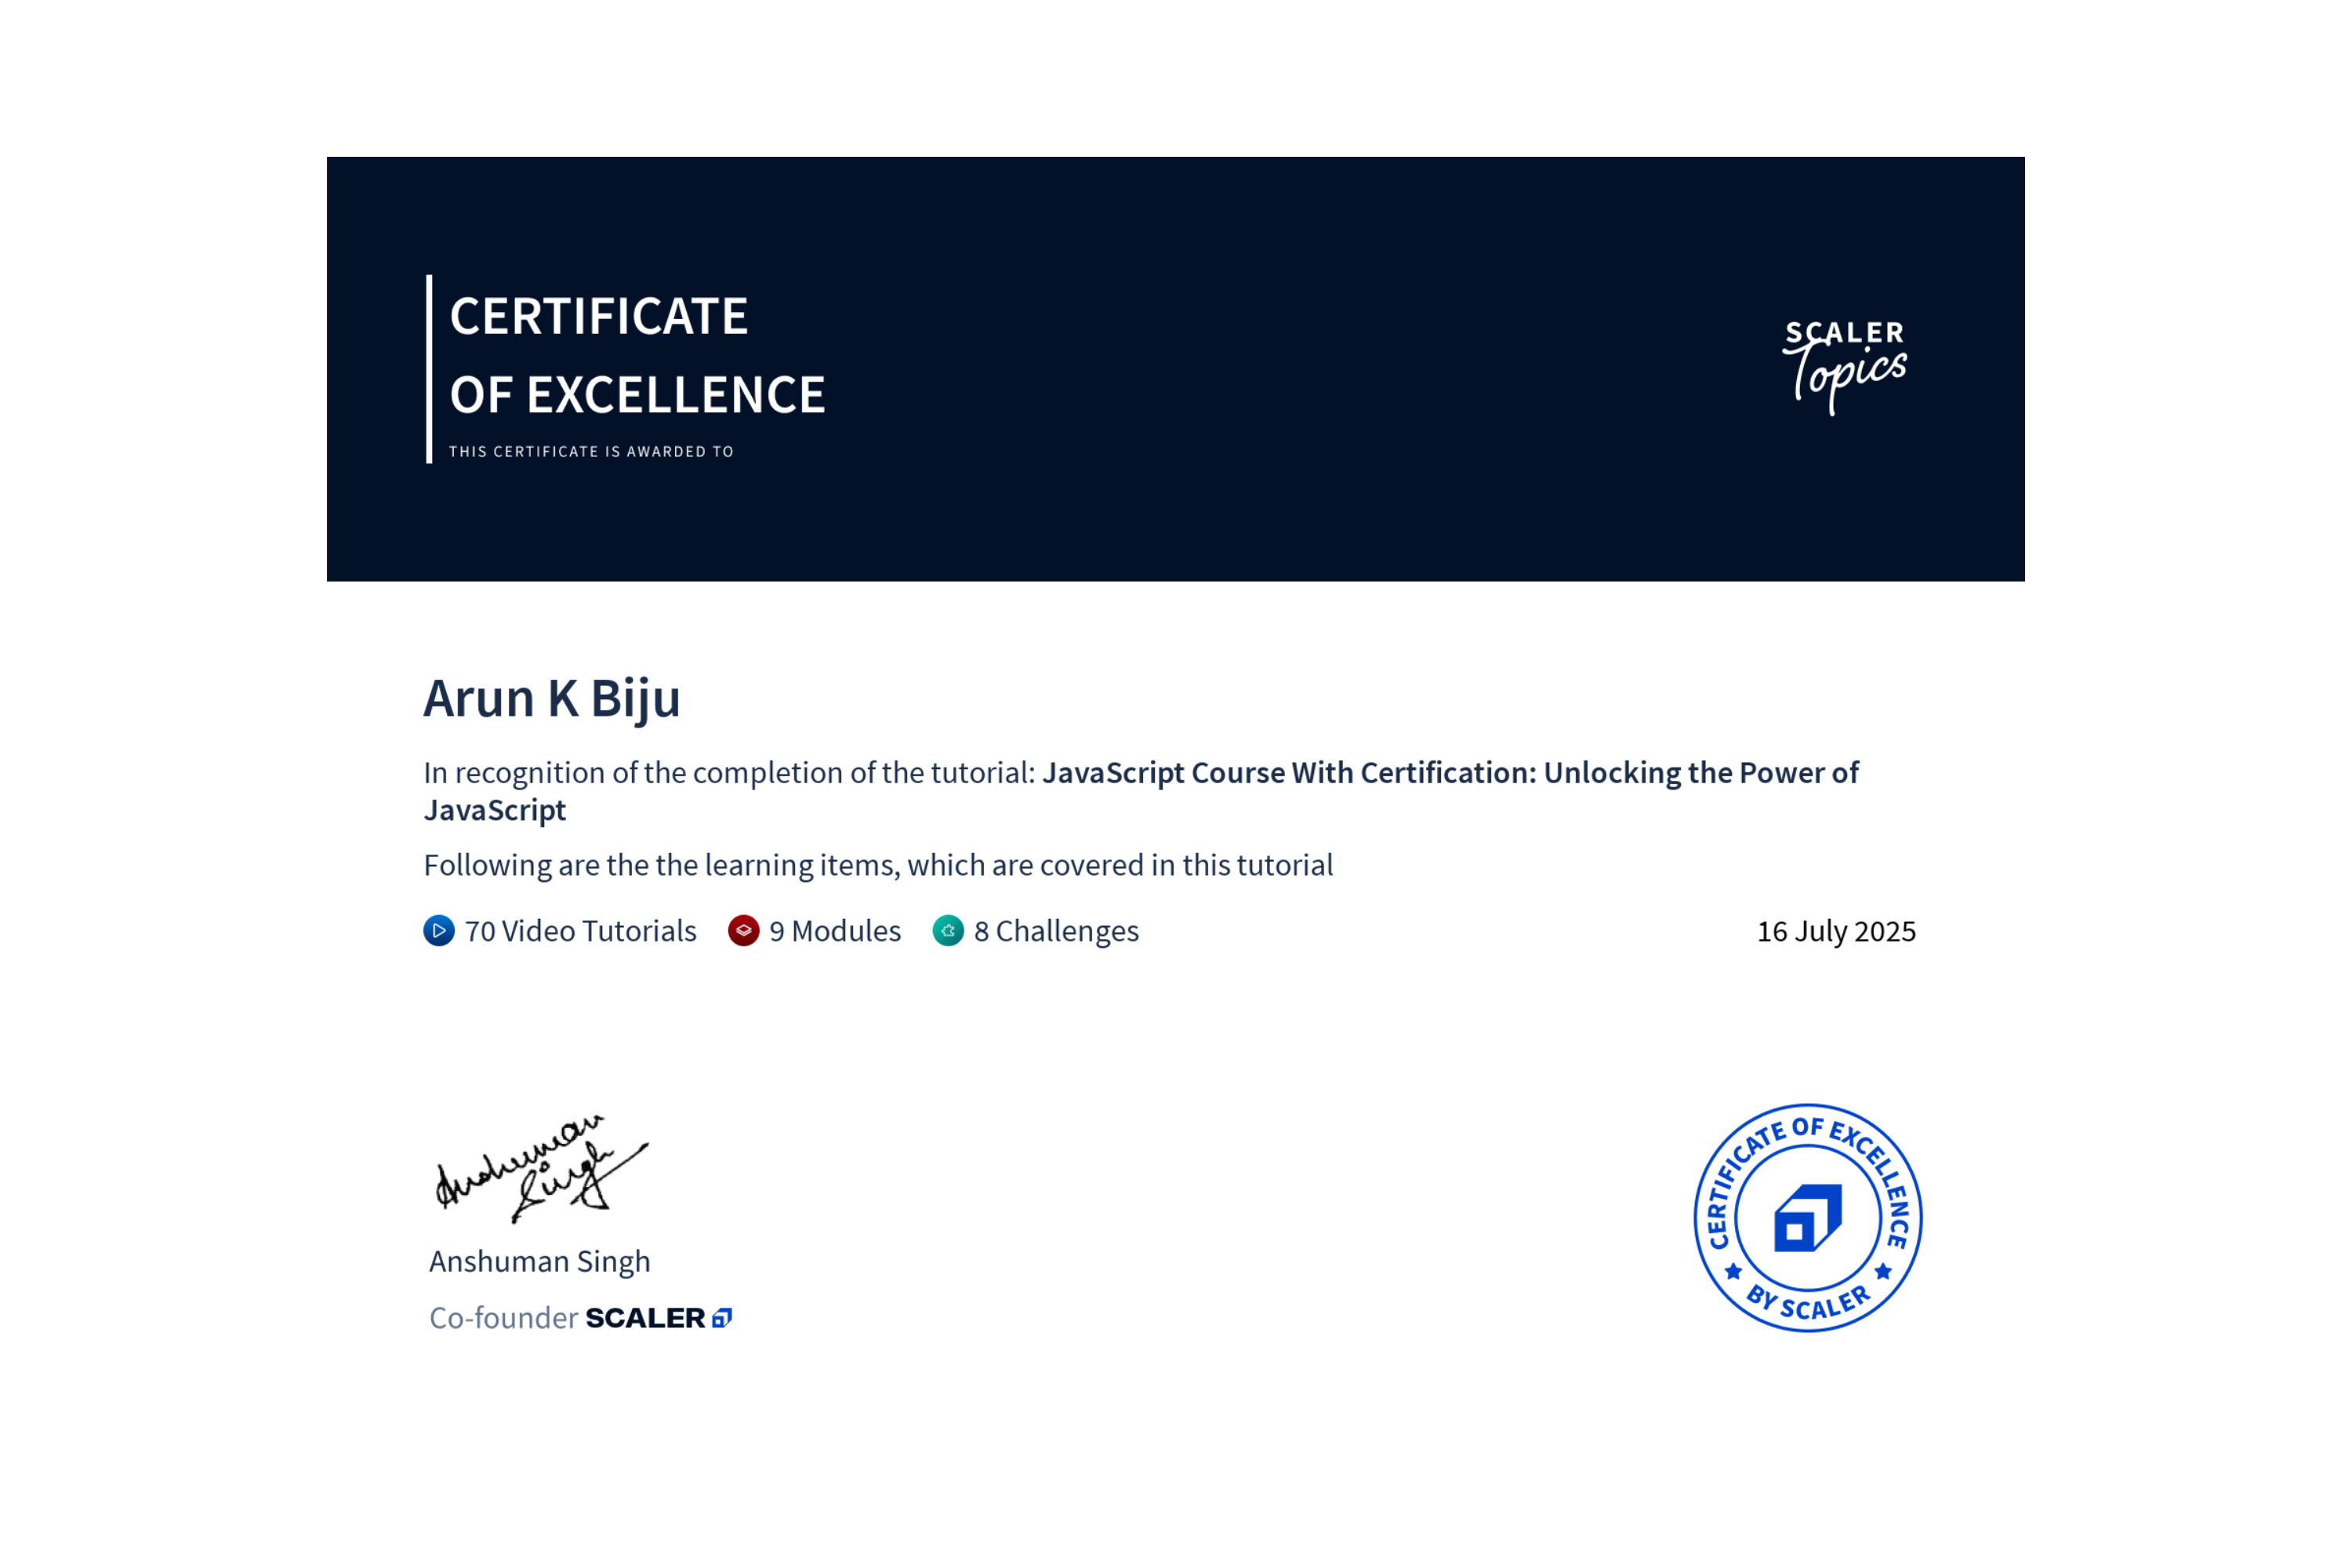 CERTIFICATE
OF EXCELLENCE
THIS CERTIFICATE IS AWARDED TO
SCALER
Topics
Arun K Biju
In recognition of the completion of the tutorial: JavaScript Course With Certification: Unlocking the Power of
JavaScript
Following are the the learning items, which are covered in this tutorial
70 Video Tutorials 9 Modules 8 Challenges 16 July 2025
Anshuman
Singh
Anshuman Singh
Co-founder SCALER
CERTIFICATE OF EXCELLENCE
BY SCALER